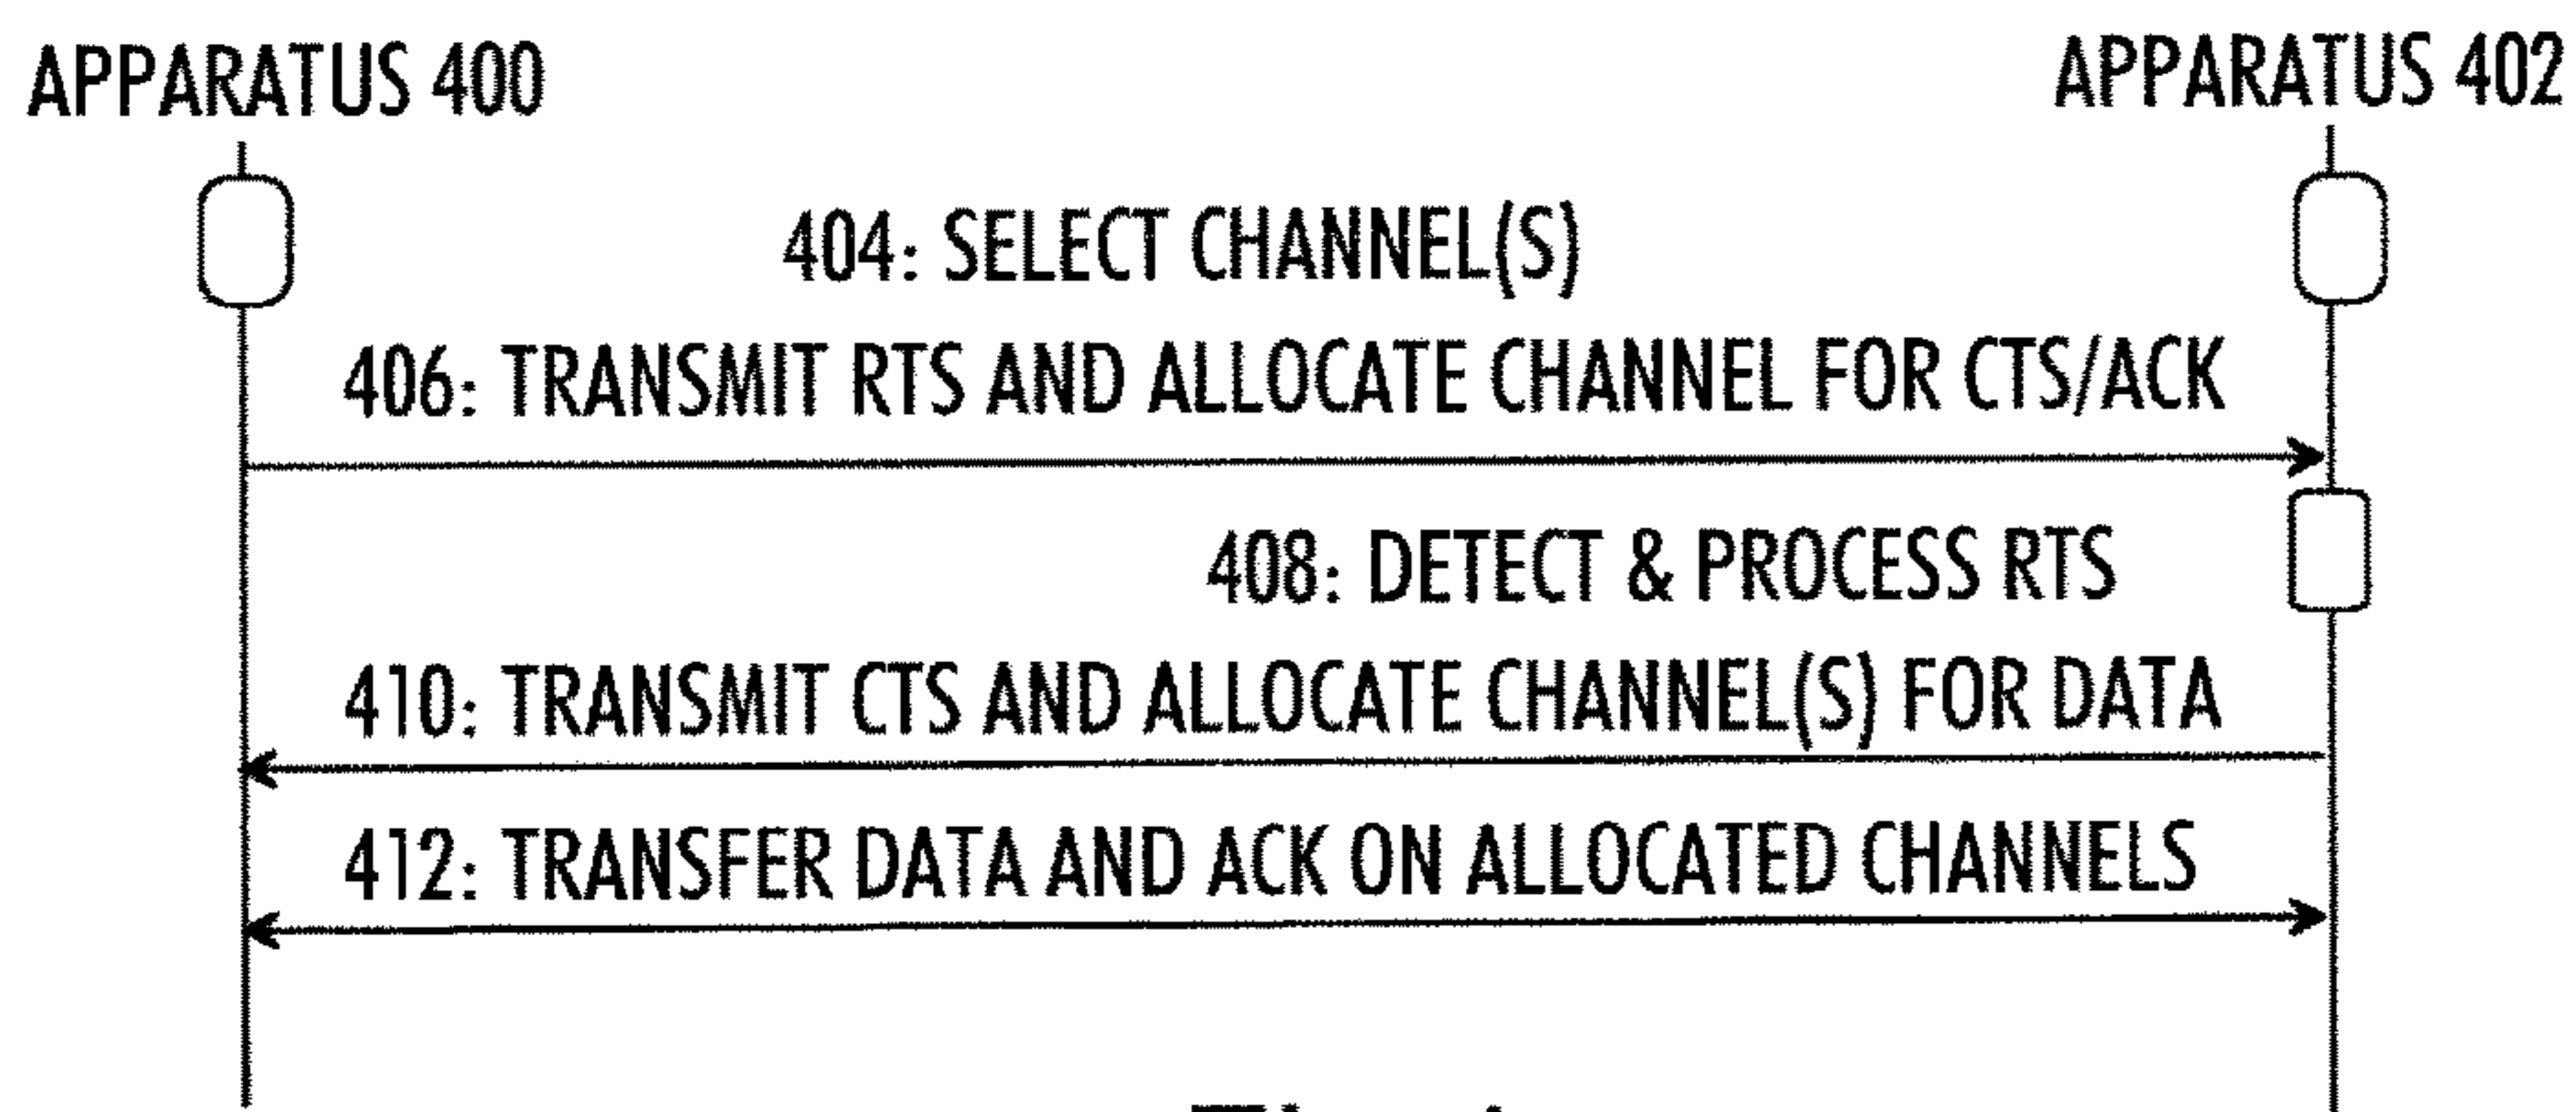 APPARATUS 400
APPARATUS 402
404: SELECT CHANNEL(S)
406: TRANSMIT RTS AND ALLOCATE CHANNEL FOR CTS/ACK
408: DETECT & PROCESS RTS
410: TRANSMIT CTS AND ALLOCATE CHANNEL(S) FOR DATA
412: TRANSFER DATA AND ACK ON ALLOCATED CHANNELS